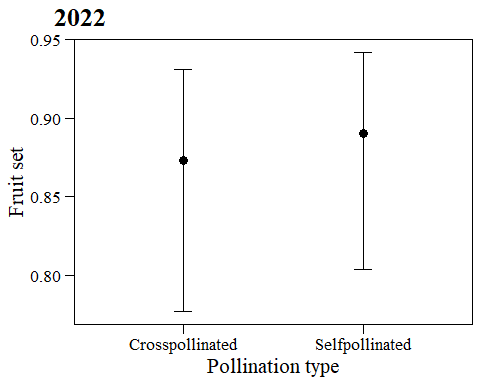 2022
0.95
0.90
0.85
0.80
Fruit set
Crosspollinated
Selfpollinated
Pollination type